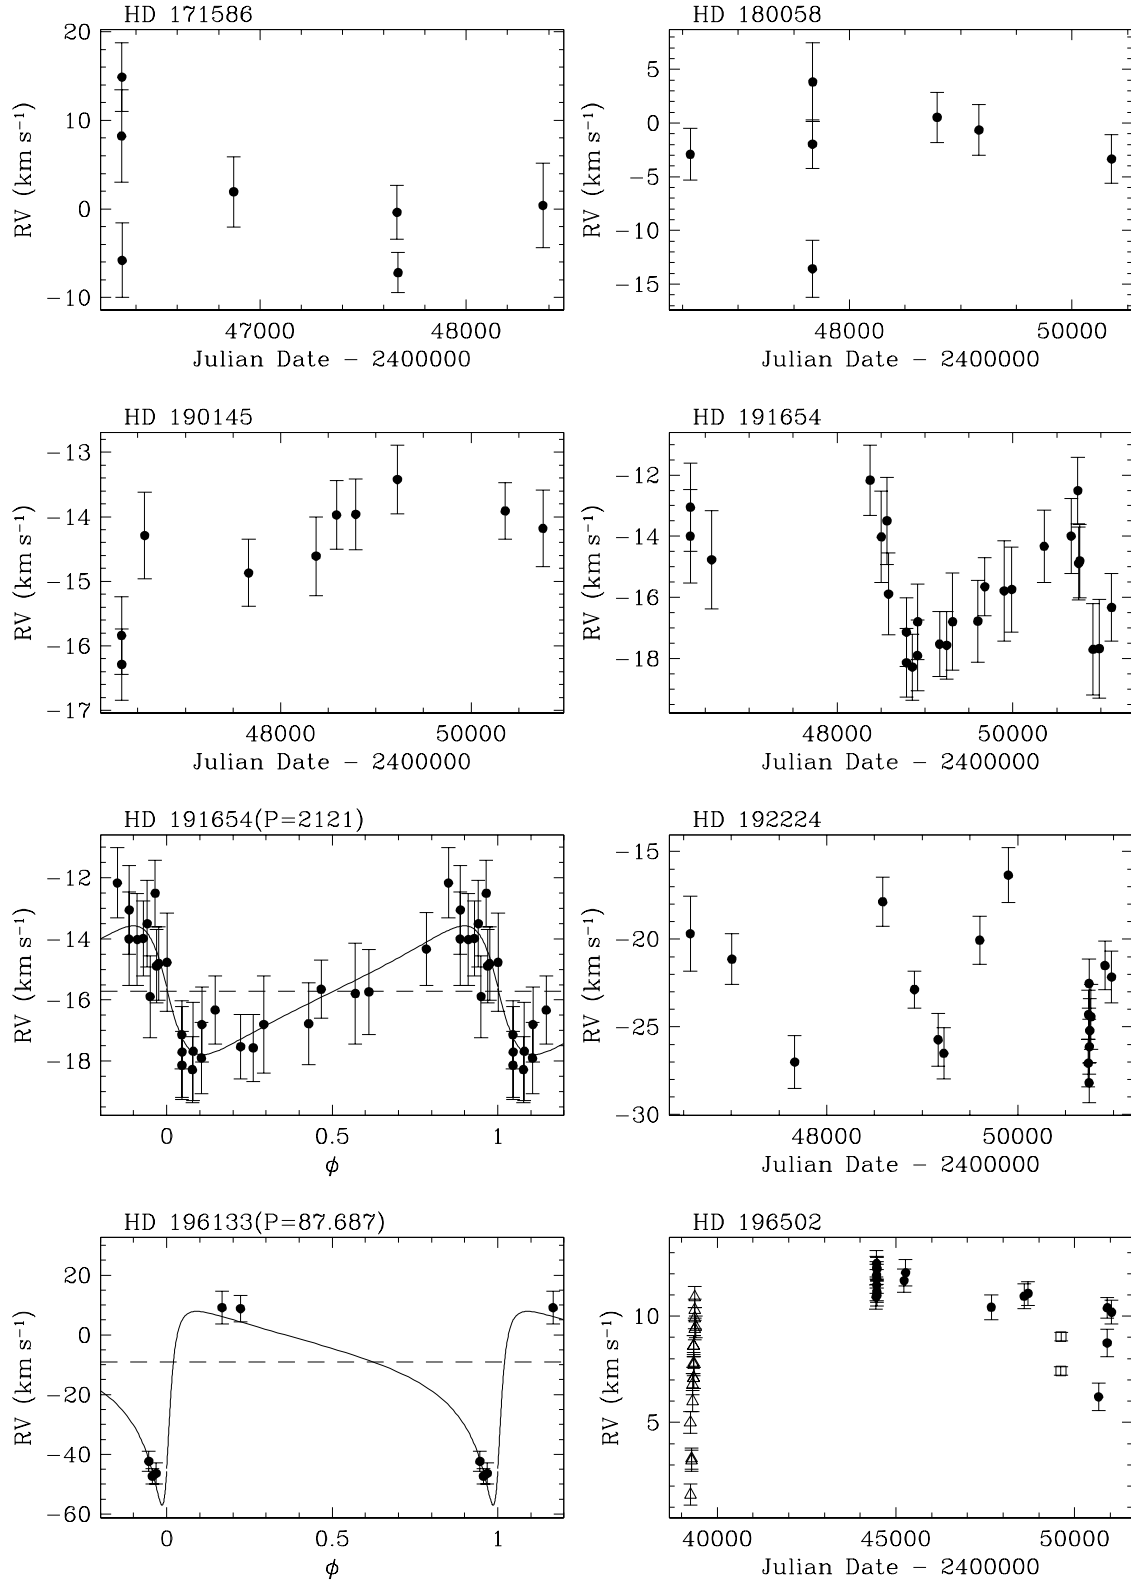 HD 171586
HD 180058
20
10
0
−10
RV (km s⁻¹)
47000 48000
Julian Date − 2400000
5
0
−5
−10
−15
RV (km s⁻¹)
48000 50000
Julian Date − 2400000
HD 190145
HD 191654
−13
−14
−15
−16
−17
RV (km s⁻¹)
48000 50000
Julian Date − 2400000
−12
−14
−16
−18
RV (km s⁻¹)
48000 50000
Julian Date − 2400000
HD 191654(P=2121)
HD 192224
−12
−14
−16
−18
RV (km s⁻¹)
0 0.5 1
ϕ
−15
−20
−25
−30
RV (km s⁻¹)
48000 50000
Julian Date − 2400000
HD 196133(P=87.687)
HD 196502
20
0
−20
−40
−60
RV (km s⁻¹)
0 0.5 1
ϕ
10
5
RV (km s⁻¹)
40000 45000 50000
Julian Date − 2400000